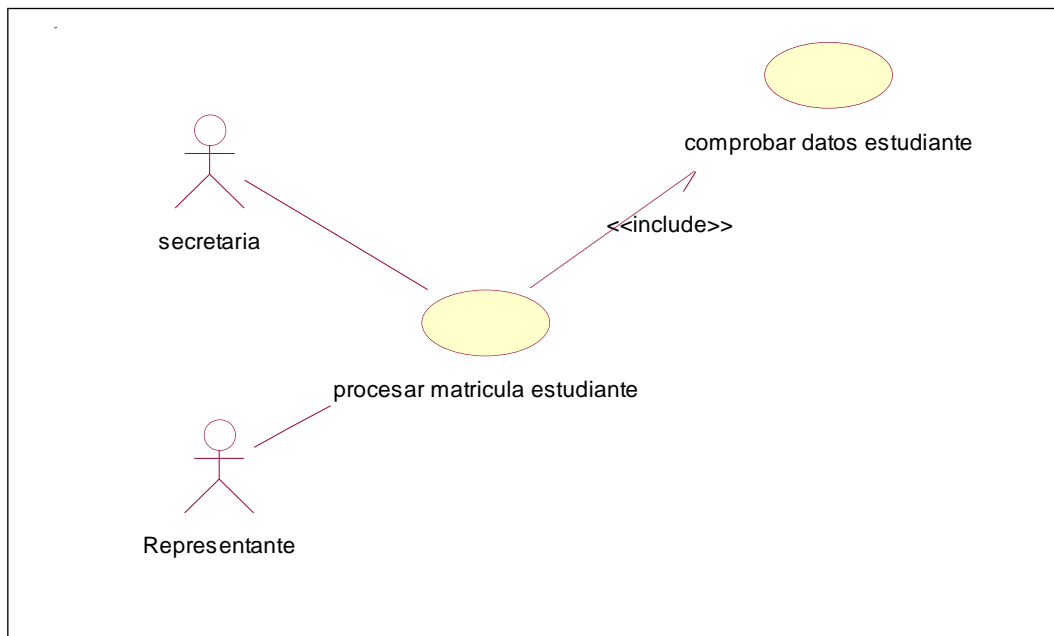 comprobar datos estudiante
<<include>>
secretaria
procesar matricula estudiante
Representante